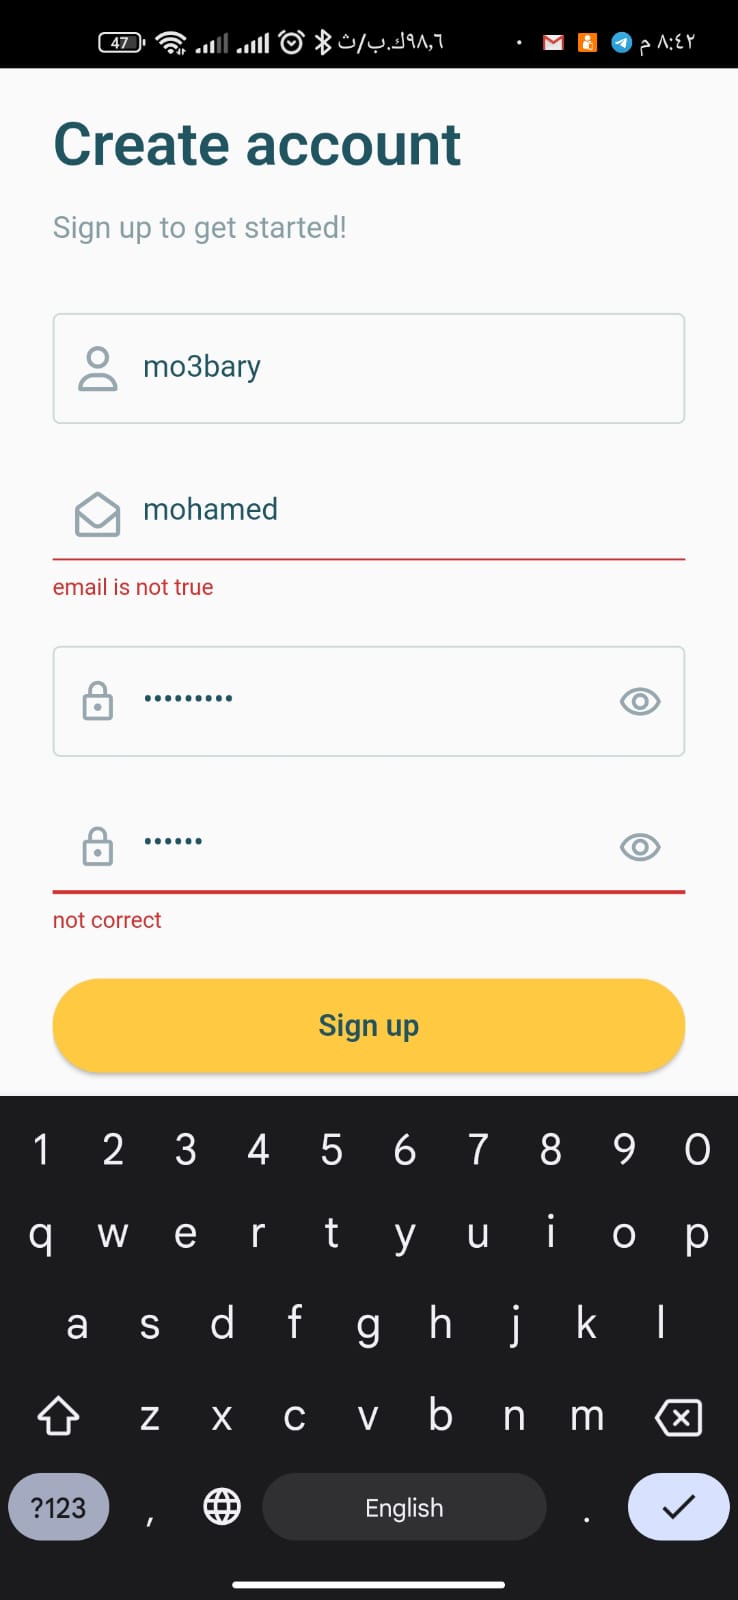 47 ٩٨,٦ك.ب/ث ٨:٤٢ م
Create account
Sign up to get started!
mo3bary
mohamed
email is not true
•••••••••
••••••
not correct
Sign up
1 2 3 4 5 6 7 8 9 0
q w e r t y u i o p
a s d f g h j k l
z x c v b n m
?123 , English .